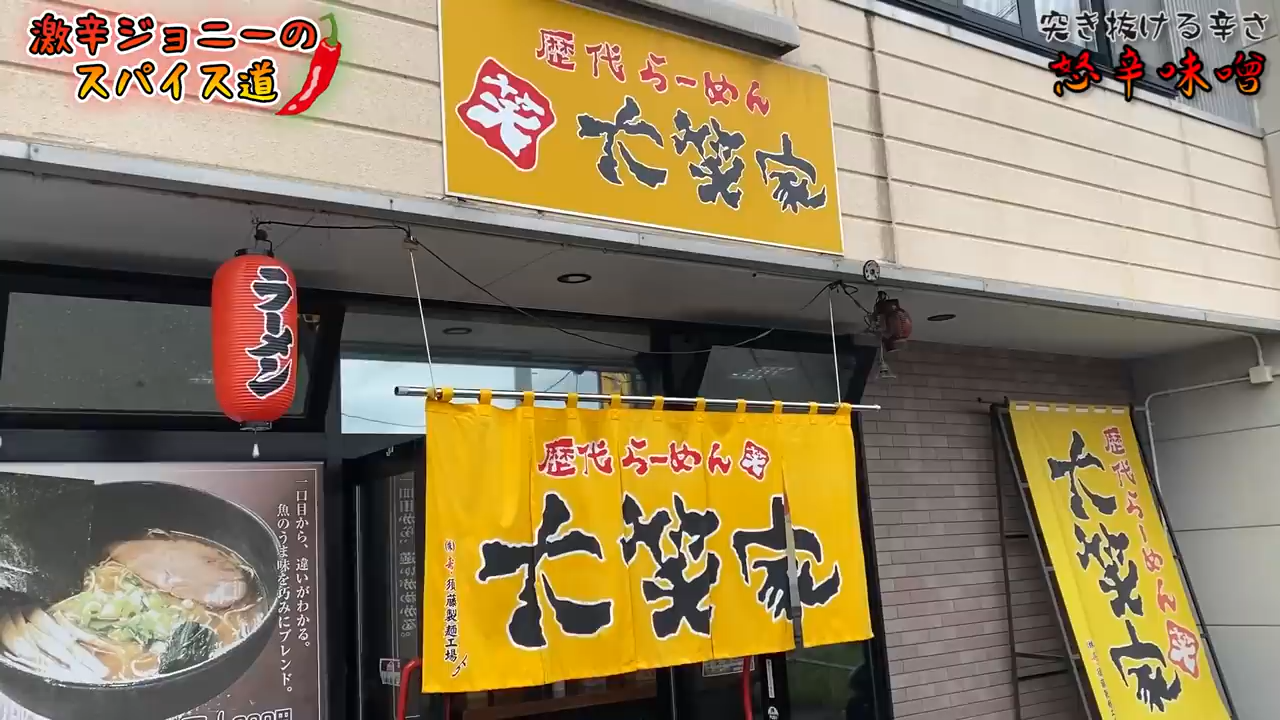 激辛ジョニーの
スパイス道
突き抜ける辛さ
怒辛味噌
歴代らーめん
笑
大笑家
ラーメン
歴代らーめん 笑
大笑家
須藤製麺工場
一口目から、違いがわかる。
魚のうま味を巧みにブレンド。
歴代らーめん 笑
大笑家